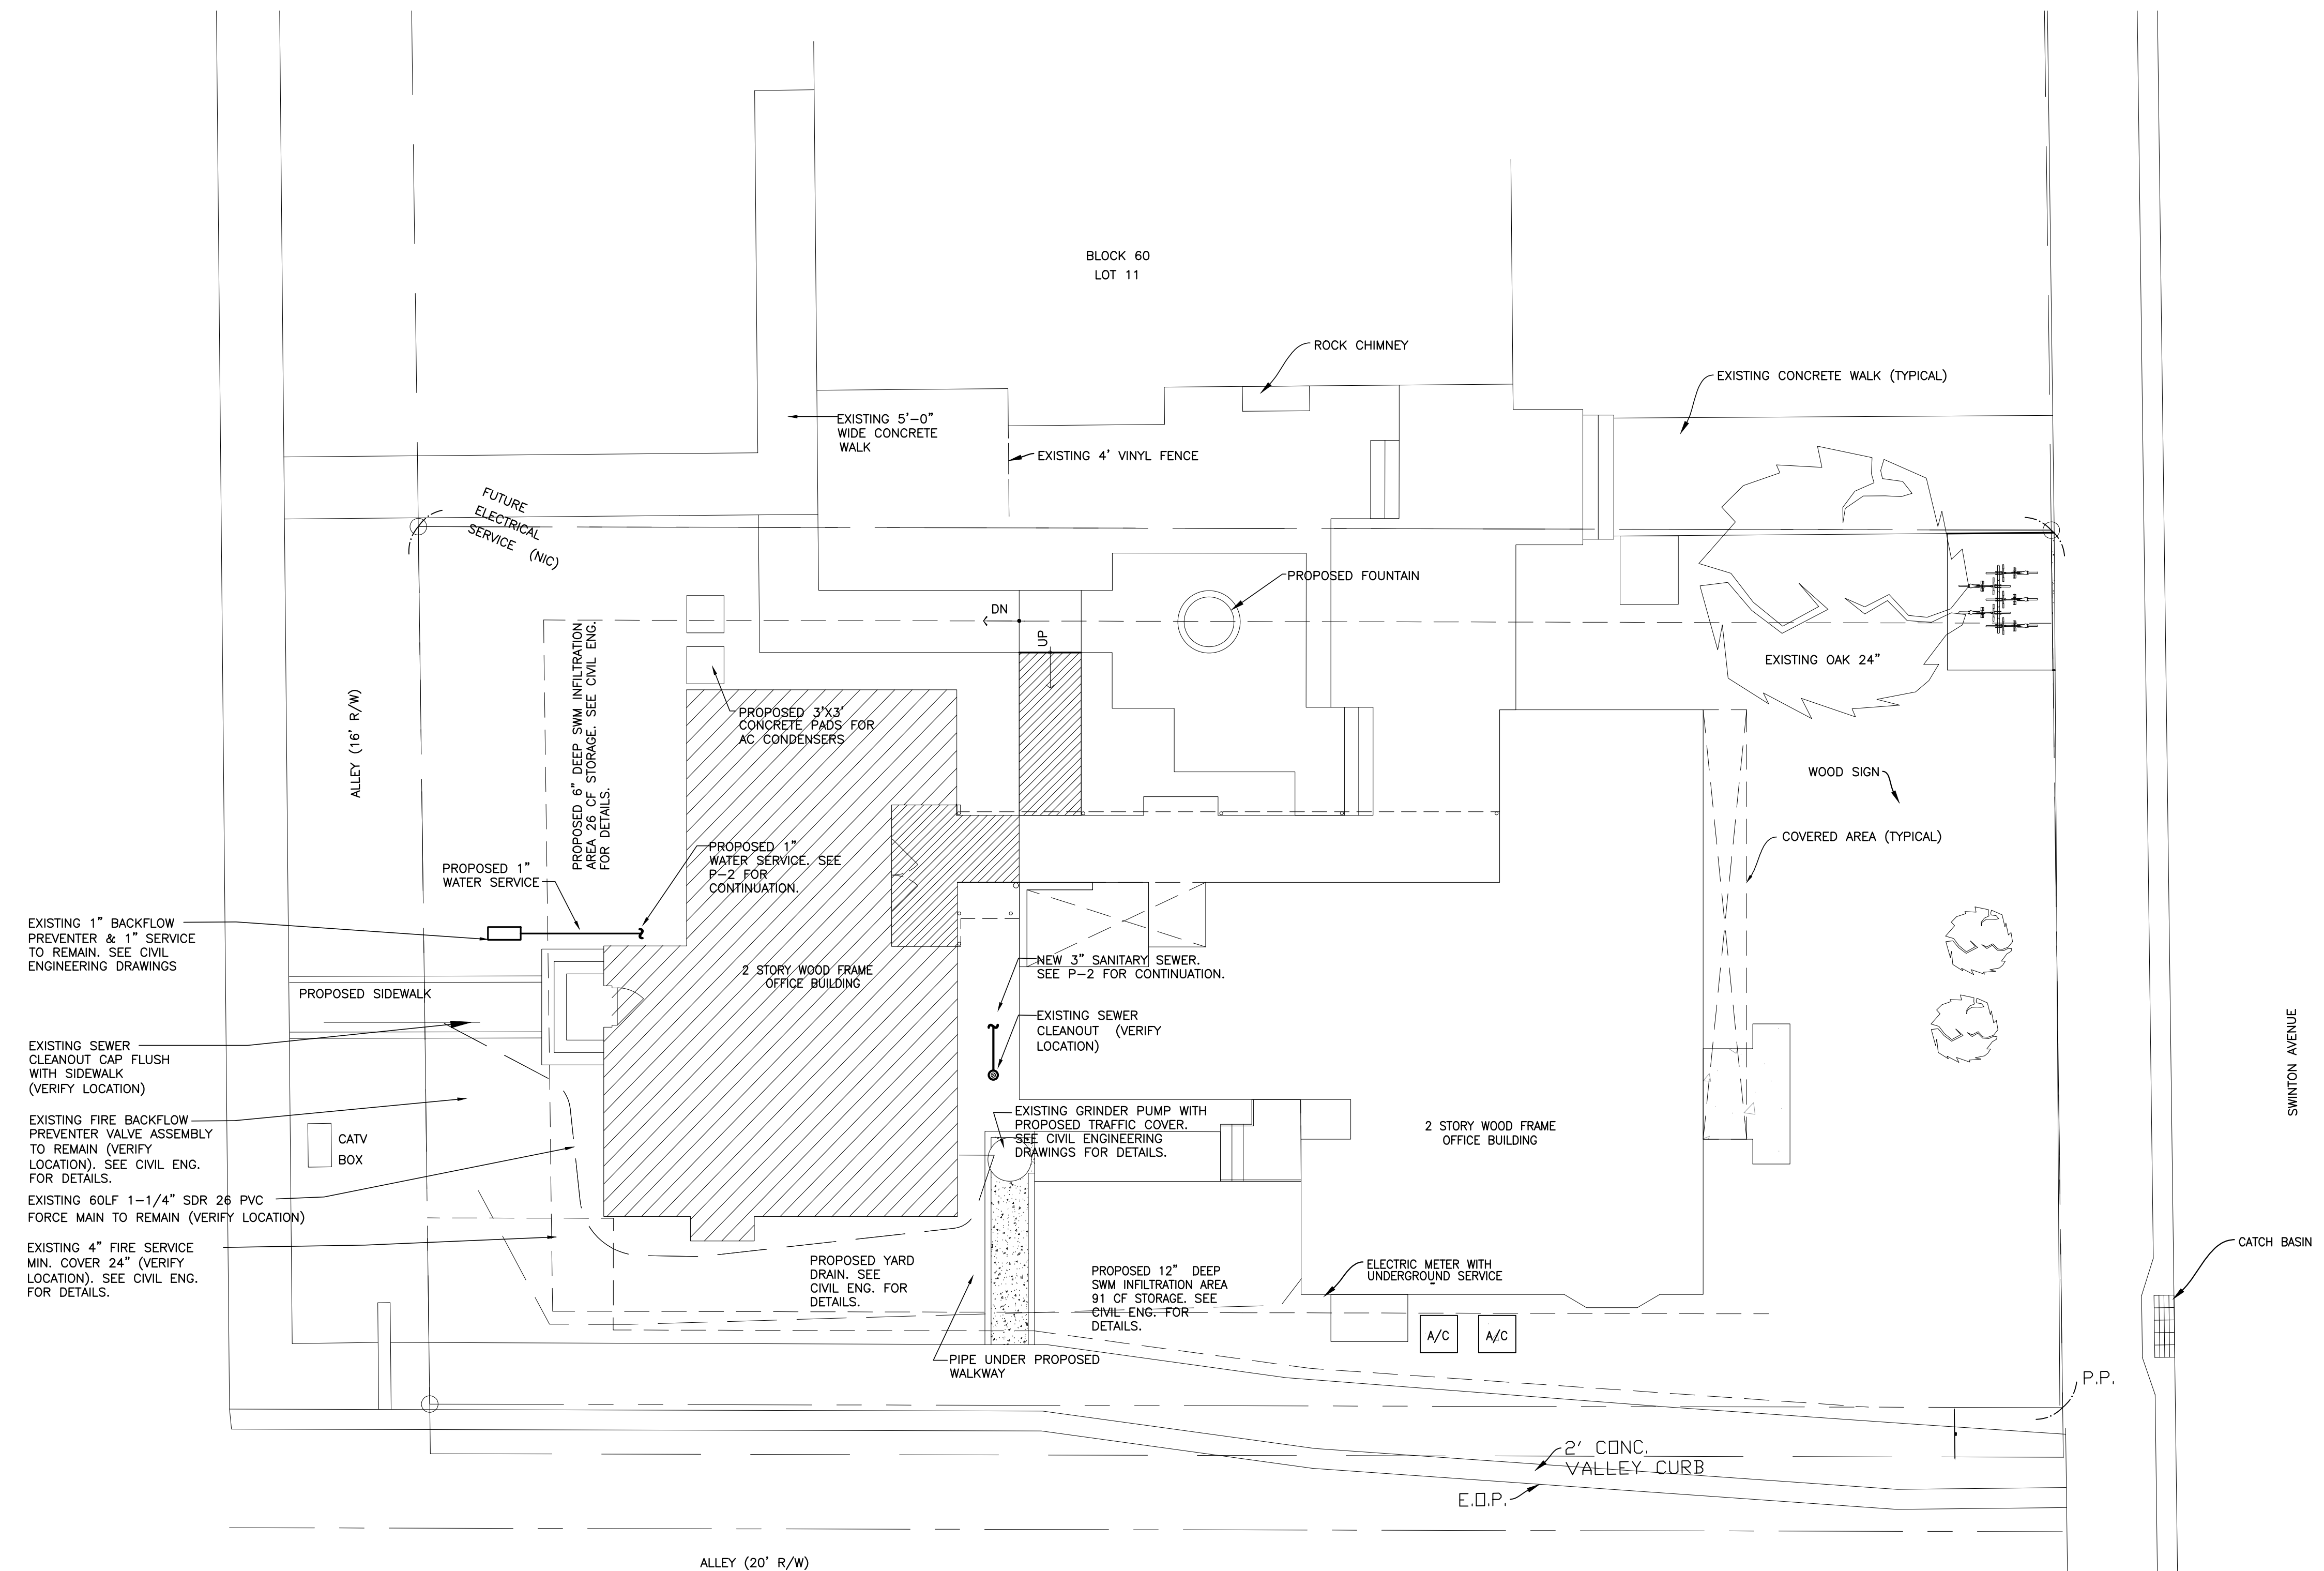 BLOCK 60
LOT 11
ROCK CHIMNEY
EXISTING CONCRETE WALK (TYPICAL)
EXISTING 5'-0"
WIDE CONCRETE
WALK
EXISTING 4' VINYL FENCE
FUTURE
ELECTRICAL
SERVICE (NIC)
PROPOSED FOUNTAIN
DN
UP
EXISTING OAK 24"
PROPOSED 6" DEEP SWM INFILTRATION
AREA 26 CF STORAGE. SEE CIVIL ENG.
FOR DETAILS.
ALLEY (16' R/W)
PROPOSED 3'X3'
CONCRETE PADS FOR
AC CONDENSERS
WOOD SIGN
COVERED AREA (TYPICAL)
PROPOSED 1"
WATER SERVICE. SEE
P-2 FOR
CONTINUATION.
PROPOSED 1"
WATER SERVICE
EXISTING 1" BACKFLOW
PREVENTER & 1" SERVICE
TO REMAIN. SEE CIVIL
ENGINEERING DRAWINGS
2 STORY WOOD FRAME
OFFICE BUILDING
NEW 3" SANITARY SEWER.
SEE P-2 FOR CONTINUATION.
PROPOSED SIDEWALK
EXISTING SEWER
CLEANOUT (VERIFY
LOCATION)
EXISTING SEWER
CLEANOUT CAP FLUSH
WITH SIDEWALK
(VERIFY LOCATION)
SWINTON AVENUE
EXISTING FIRE BACKFLOW
PREVENTER VALVE ASSEMBLY
TO REMAIN (VERIFY
LOCATION). SEE CIVIL ENG.
FOR DETAILS.
CATV
BOX
EXISTING GRINDER PUMP WITH
PROPOSED TRAFFIC COVER.
SEE CIVIL ENGINEERING
DRAWINGS FOR DETAILS.
2 STORY WOOD FRAME
OFFICE BUILDING
EXISTING 60LF 1-1/4" SDR 26 PVC
FORCE MAIN TO REMAIN (VERIFY LOCATION)
EXISTING 4" FIRE SERVICE
MIN. COVER 24" (VERIFY
LOCATION). SEE CIVIL ENG.
FOR DETAILS.
PROPOSED YARD
DRAIN. SEE
CIVIL ENG. FOR
DETAILS.
PROPOSED 12" DEEP
SWM INFILTRATION AREA
91 CF STORAGE. SEE
CIVIL ENG. FOR
DETAILS.
ELECTRIC METER WITH
UNDERGROUND SERVICE
CATCH BASIN
A/C
A/C
PIPE UNDER PROPOSED
WALKWAY
P.P.
2' CONC.
VALLEY CURB
E.O.P.
ALLEY (20' R/W)